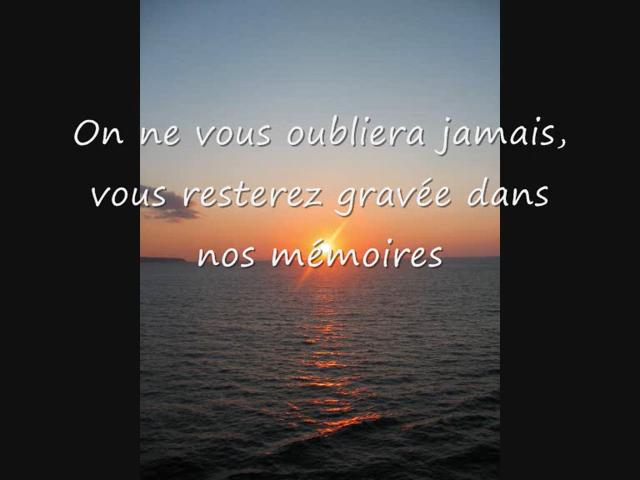 On ne vous oubliera jamais,
vous resterez gravée dans
nos mémoires